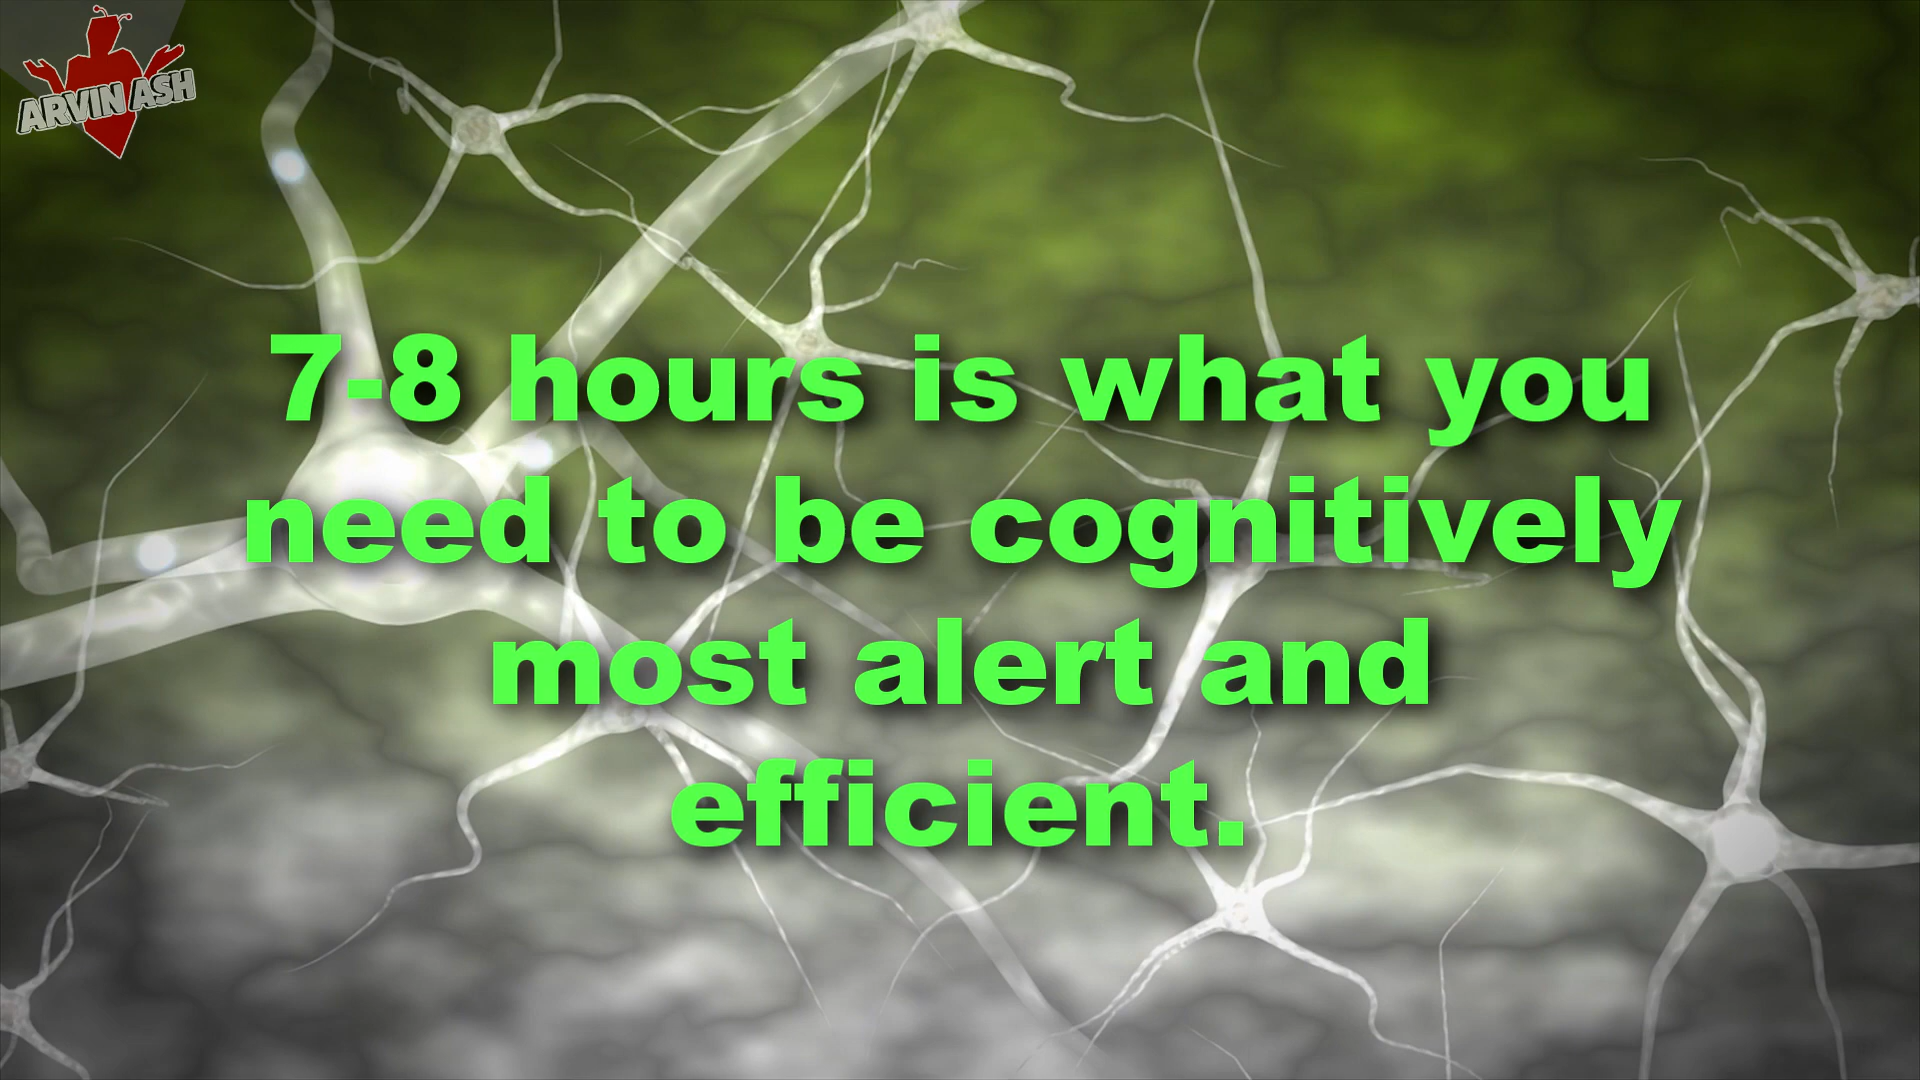 ARVIN ASH
7-8 hours is what you
need to be cognitively
most alert and
efficient.